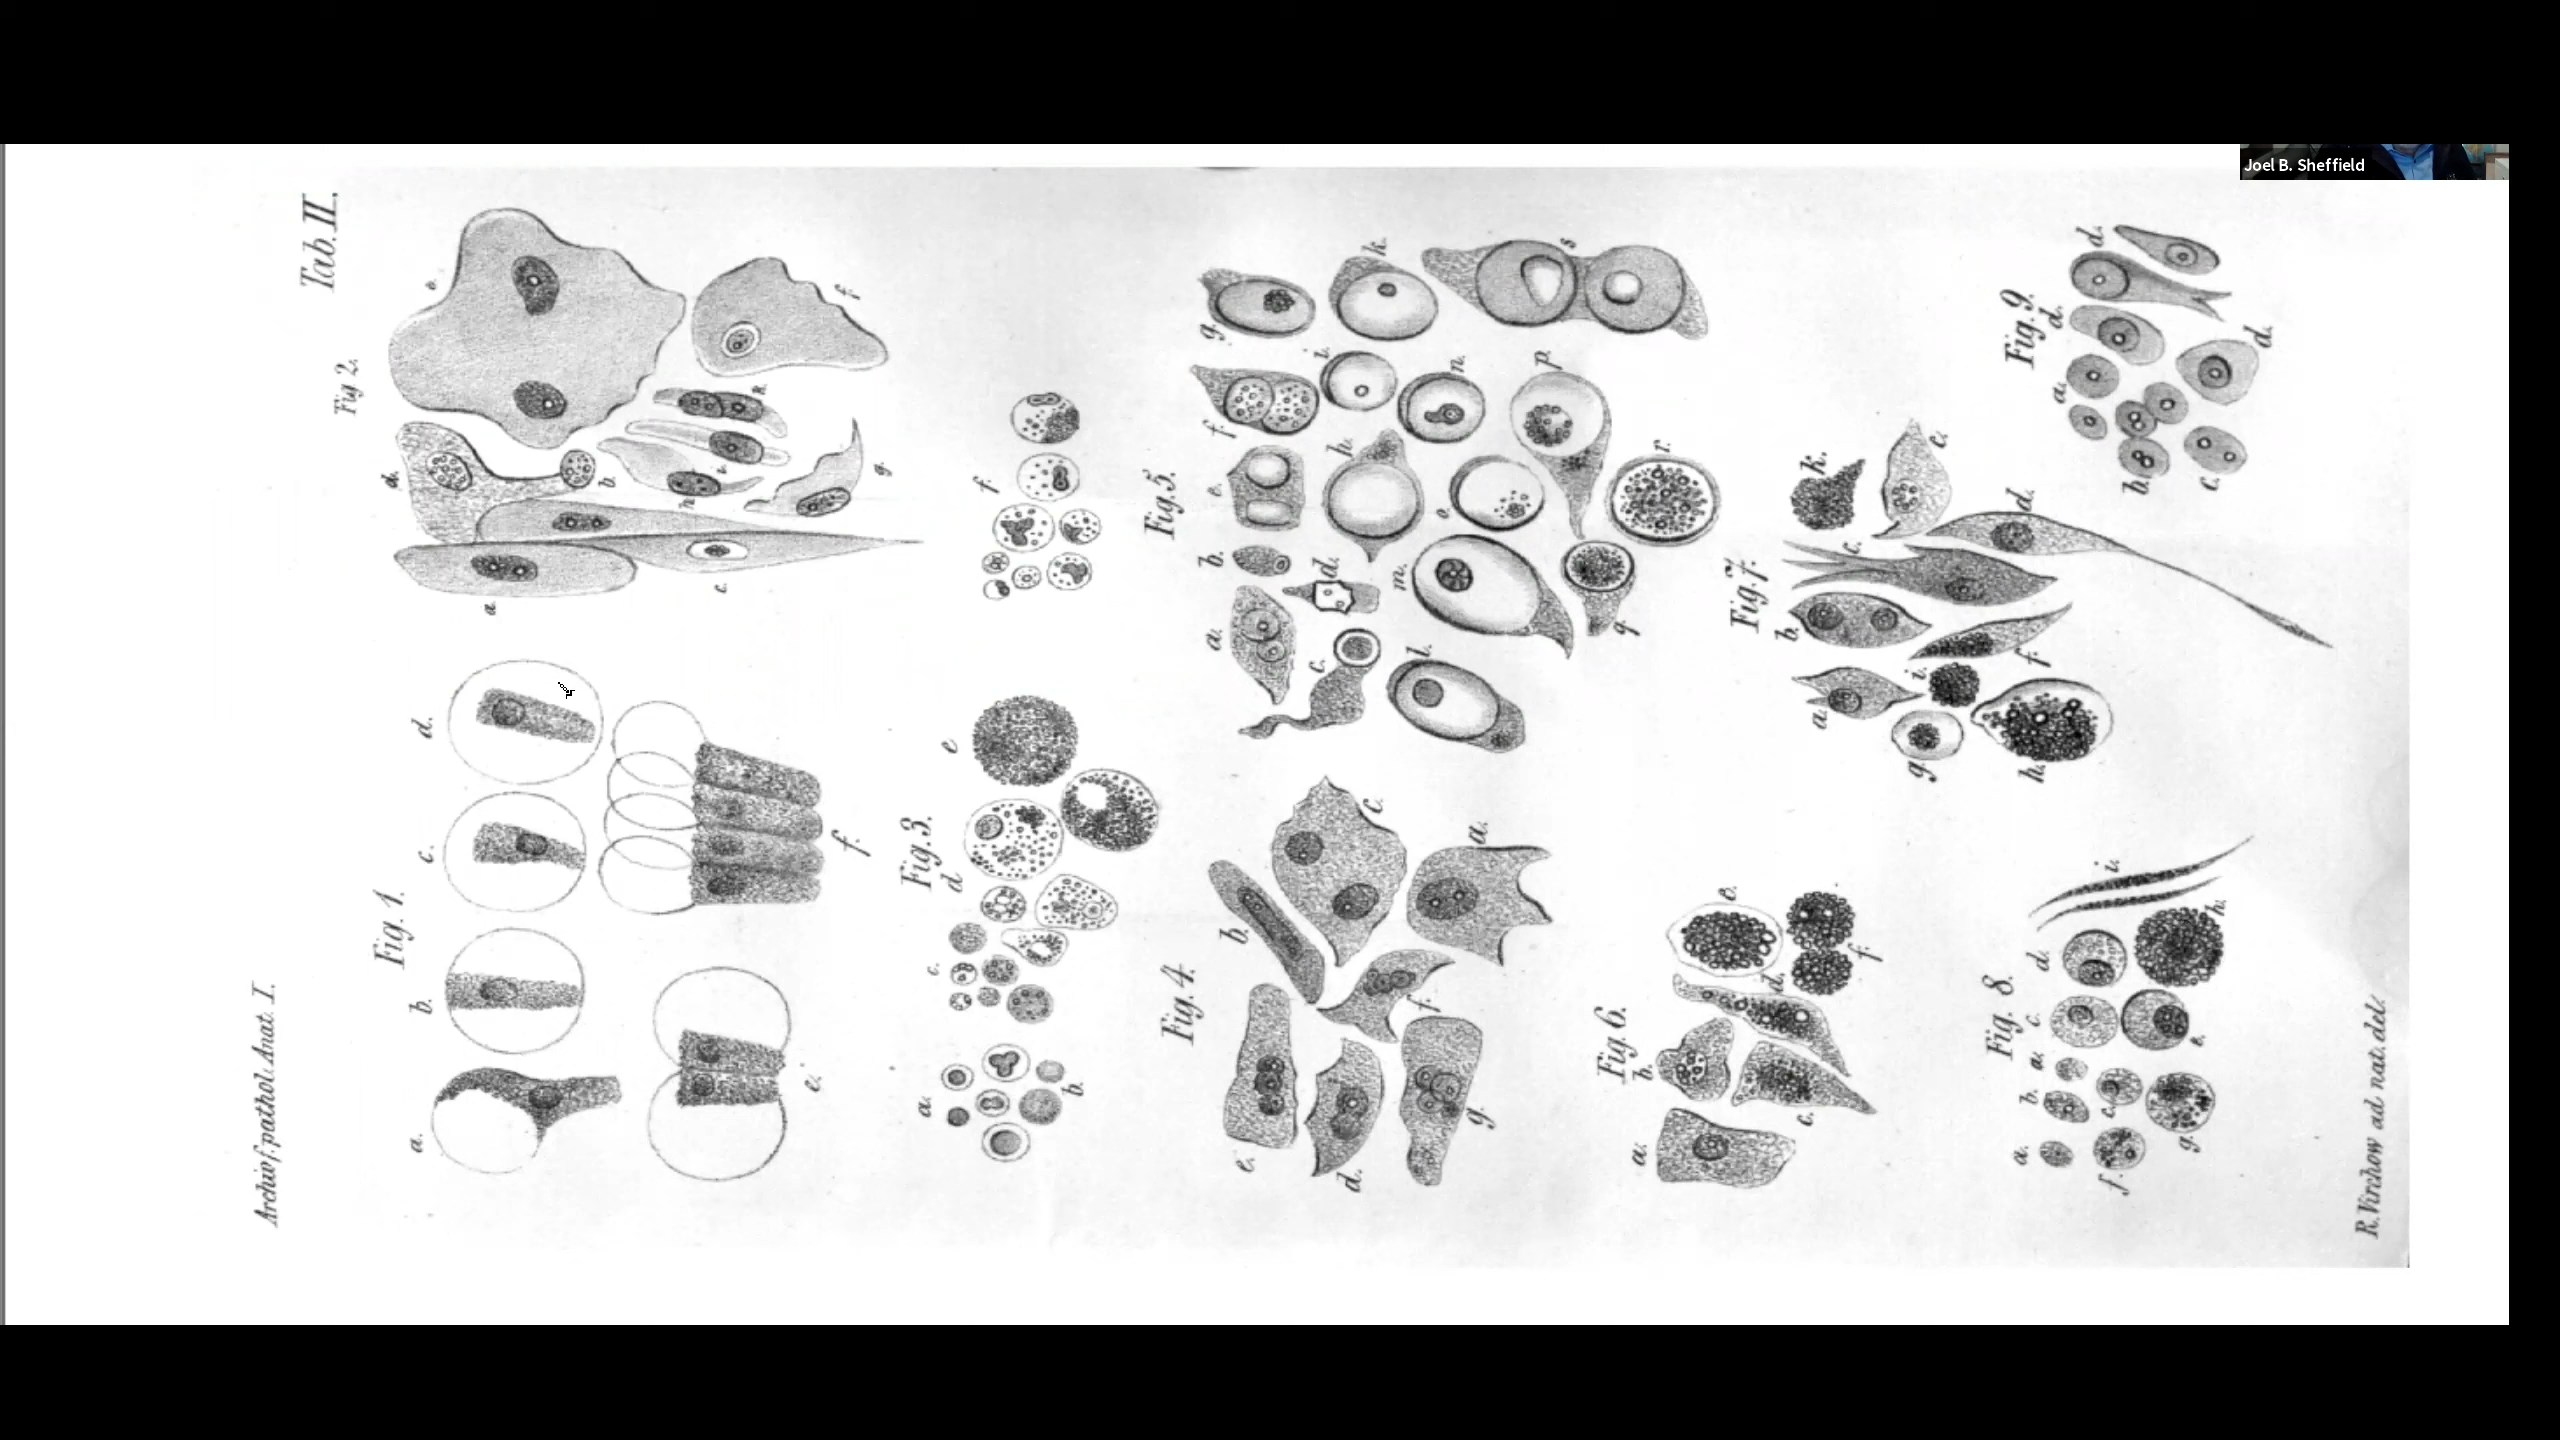 Joel B. Sheffield
Archiv f. pathol. Anat. I.
Tab. II.
Fig. 1.
a.
b.
c.
d.
e.
f.
Fig 2.
a.
b.
c.
d.
e.
f.
g.
h.
i.
k.
Fig. 3.
a.
b.
c.
d
e
f.
Fig. 4.
a.
b.
c.
d.
e.
f.
g.
Fig. 5.
a.
b.
c.
d.
e.
f.
g.
h.
i.
k.
l.
m.
n.
o.
p.
q.
r.
s
Fig. 6.
a.
b.
c.
d.
e.
f.
Fig. 7.
a.
b.
c.
d.
e.
f.
g.
h.
i.
k.
Fig. 8.
a.
a.
b.
c.
c.
d.
e.
f.
g.
h.
i.
Fig. 9.
a.
b.
c.
d.
d.
d.
R. Virchow ad nat. del.